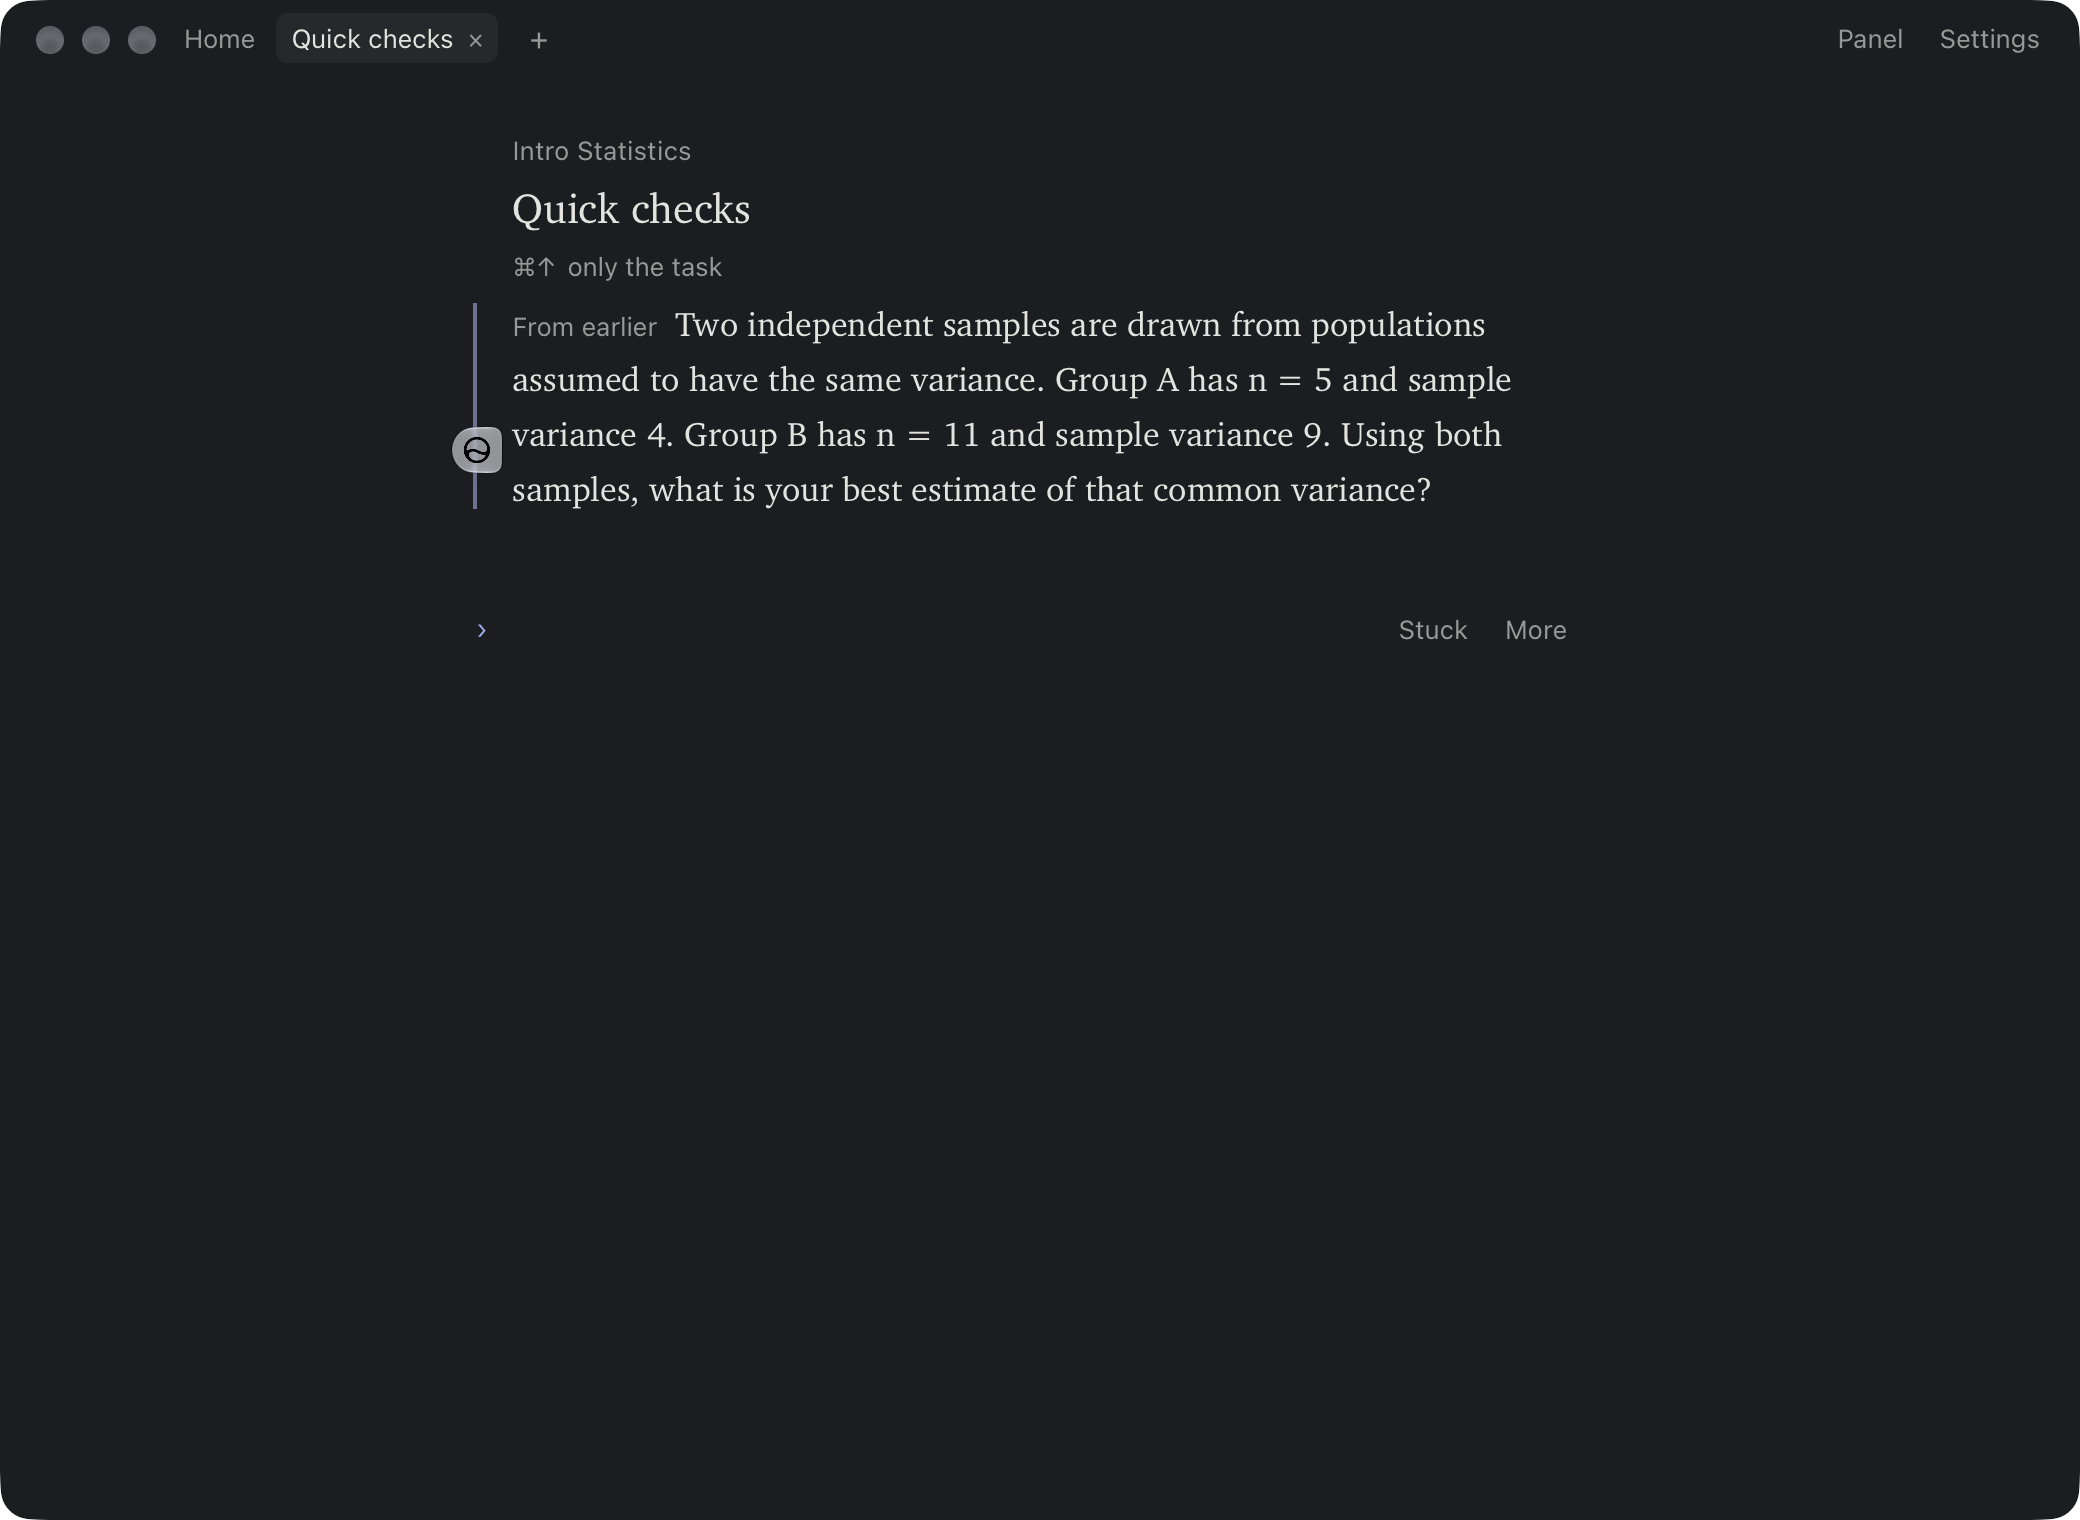 Home Quick checks × + Panel Settings
Intro Statistics
Quick checks
⌘↑ only the task
From earlier Two independent samples are drawn from populations
assumed to have the same variance. Group A has n = 5 and sample
variance 4. Group B has n = 11 and sample variance 9. Using both
samples, what is your best estimate of that common variance?
› Stuck More